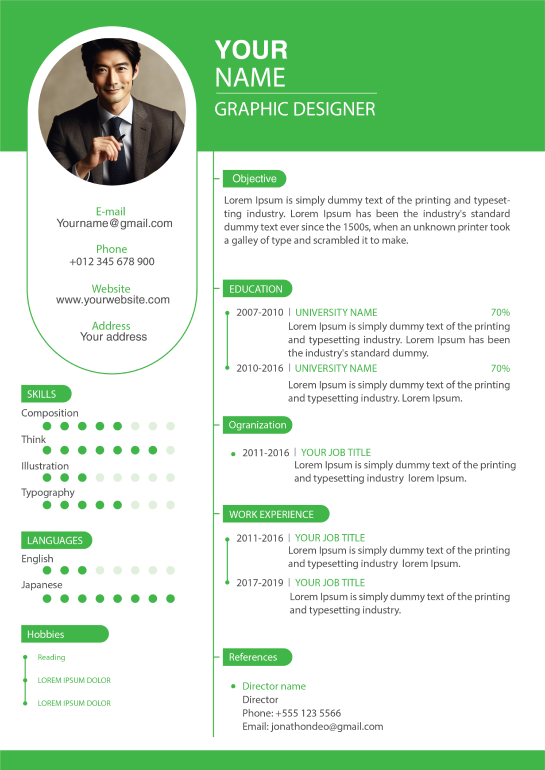 YOUR
NAME
GRAPHIC DESIGNER
E-mail
Yourname@gmail.com
Phone
+012 345 678 900
Website
www.yourwebsite.com
Address
Your address
SKILLS
Composition
Think
Illustration
Typography
LANGUAGES
English
Japanese
Hobbies
Reading
LOREM IPSUM DOLOR
LOREM IPSUM DOLOR
Objective
Lorem Ipsum is simply dummy text of the printing and typeset-
ting industry. Lorem Ipsum has been the industry's standard
dummy text ever since the 1500s, when an unknown printer took
a galley of type and scrambled it to make.
EDUCATION
2007-2010 | UNIVERSITY NAME 70%
Lorem Ipsum is simply dummy text of the printing
and typesetting industry. Lorem Ipsum has been
the industry's standard dummy.
2010-2016 | UNIVERSITY NAME 70%
Lorem Ipsum is simply dummy text of the printing
and typesetting industry. Lorem Ipsum.
Ogranization
2011-2016 | YOUR JOB TITLE
Lorem Ipsum is simply dummy text of the printing
and typesetting industry lorem Ipsum.
WORK EXPERIENCE
2011-2016 | YOUR JOB TITLE
Lorem Ipsum is simply dummy text of the printing
and typesetting industry lorem Ipsum.
2017-2019 | YOUR JOB TITLE
Lorem Ipsum is simply dummy text of the printing
and typesetting industry.
References
Director name
Director
Phone: +555 123 5566
Email: jonathondeo@gmail.com